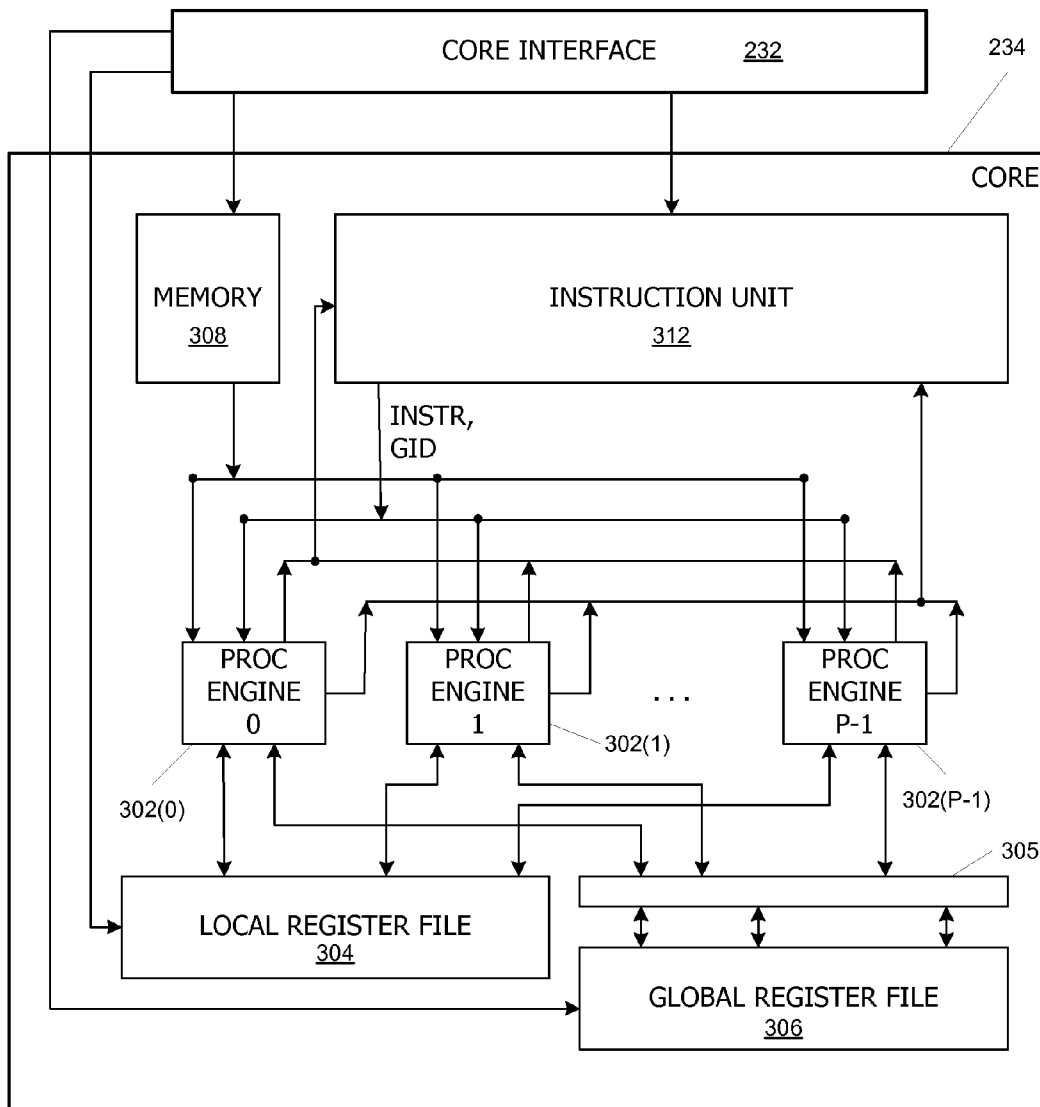 CORE INTERFACE 232
234
CORE
MEMORY
308
INSTRUCTION UNIT
312
INSTR,
GID
PROC
ENGINE
0
PROC
ENGINE
1
. . .
PROC
ENGINE
P-1
302(0)
302(1)
302(P-1)
305
LOCAL REGISTER FILE
304
GLOBAL REGISTER FILE
306